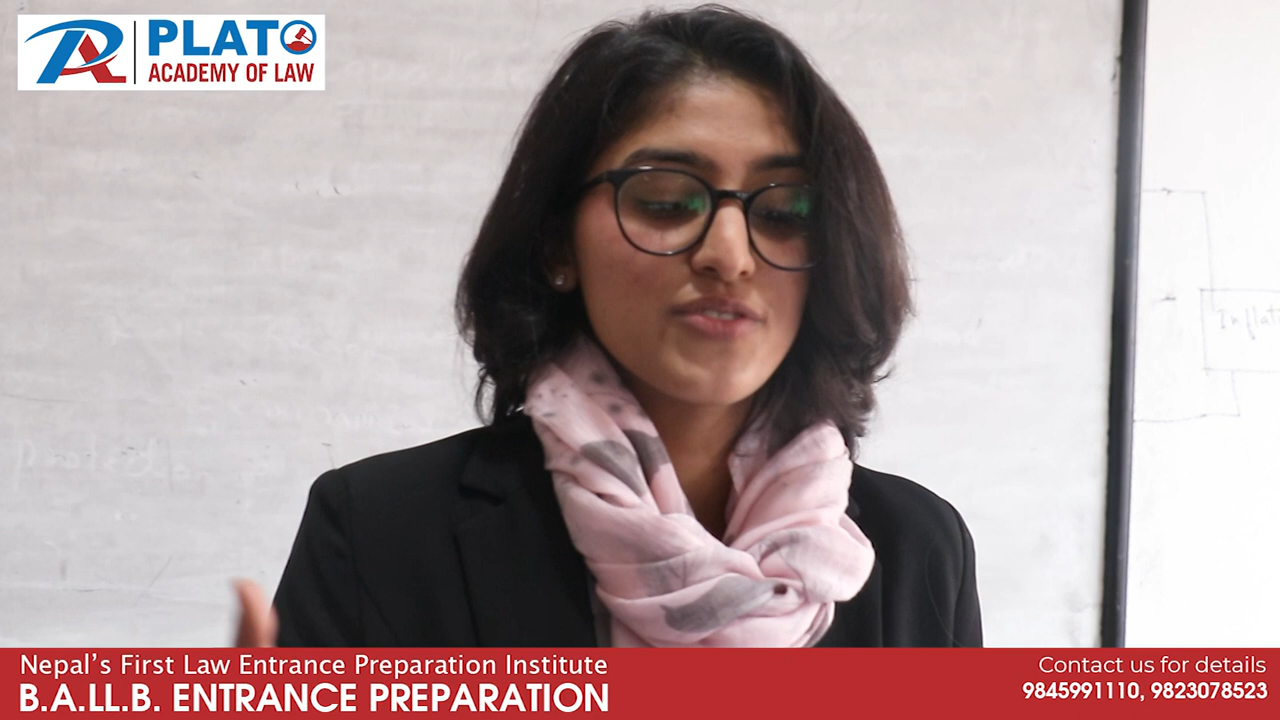 PLATO
ACADEMY OF LAW
Nepal's First Law Entrance Preparation Institute
B.A.LL.B. ENTRANCE PREPARATION
Contact us for details
9845991110, 9823078523